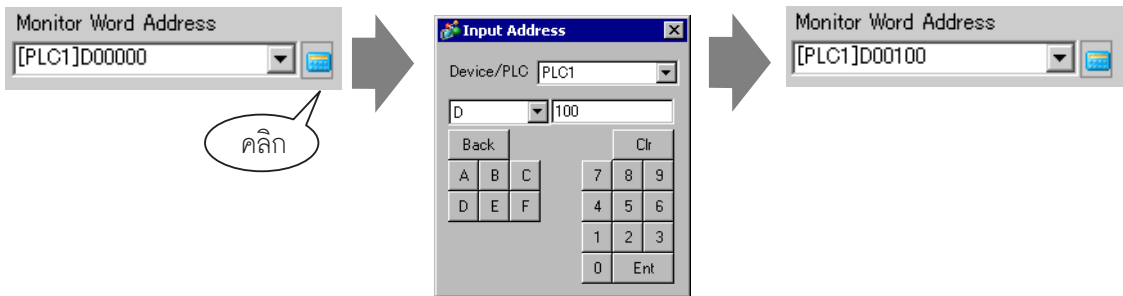 Monitor Word Address
[PLC1]D00000
คลิก
Input Address
Device/PLC PLC1
D 100
Back Clr
A B C 7 8 9
D E F 4 5 6
1 2 3
0 Ent
Monitor Word Address
[PLC1]D00100